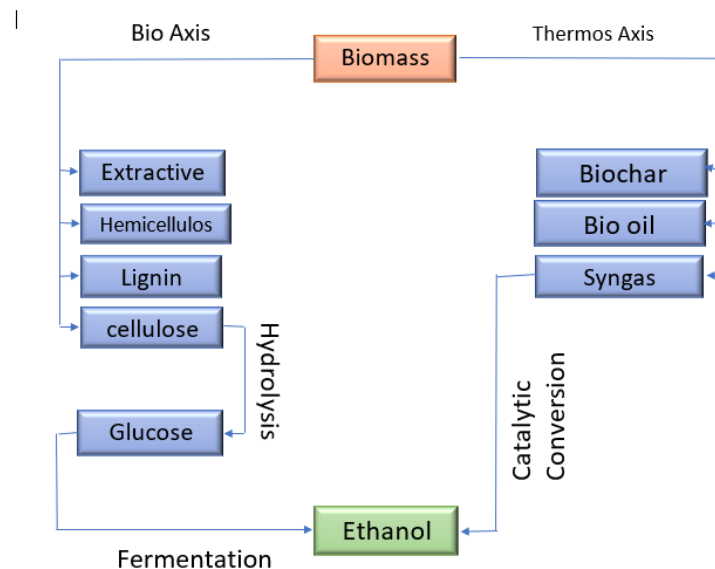 Bio Axis
Biomass
Thermos Axis
Extractive
Hemicellulos
Lignin
cellulose
Hydrolysis
Glucose
Biochar
Bio oil
Syngas
Catalytic
Conversion
Ethanol
Fermentation